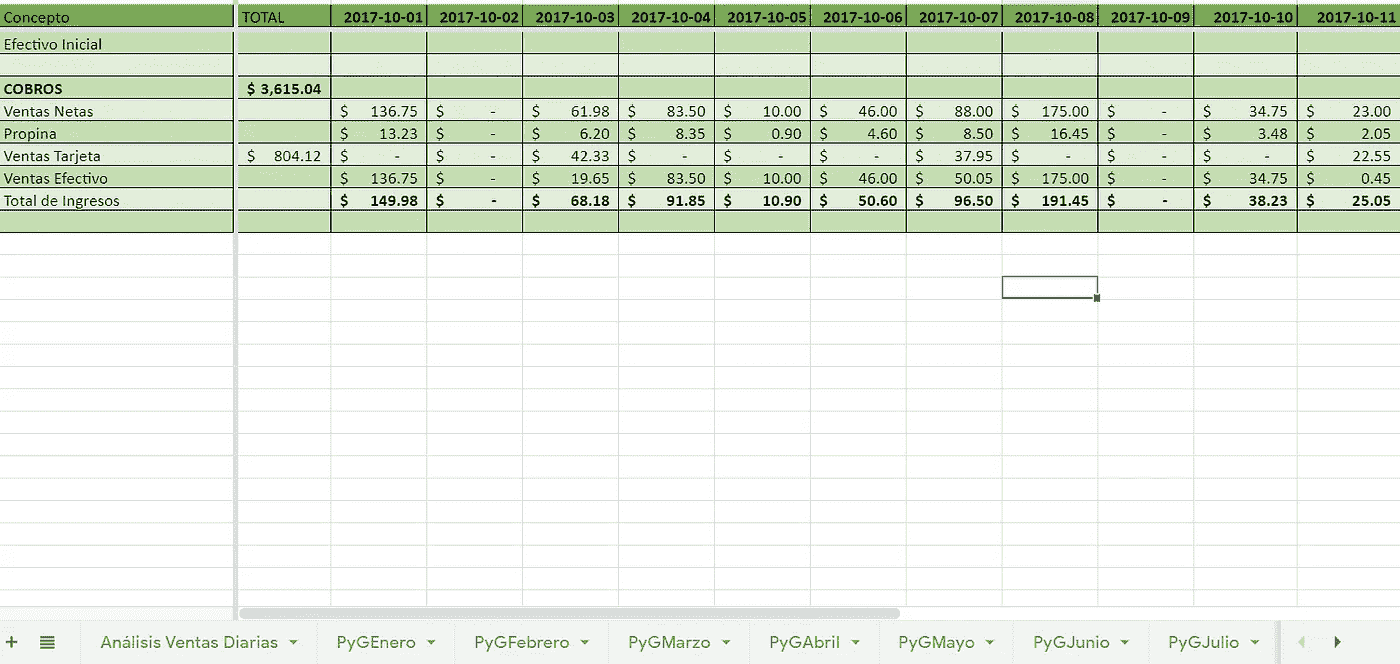 Concepto TOTAL 2017-10-01 2017-10-02 2017-10-03 2017-10-04 2017-10-05 2017-10-06 2017-10-07 2017-10-08 2017-10-09 2017-10-10 2017-10-11
Efectivo Inicial
COBROS $ 3,615.04
Ventas Netas $ 136.75 $ - $ 61.98 $ 83.50 $ 10.00 $ 46.00 $ 88.00 $ 175.00 $ - $ 34.75 $ 23.00
Propina $ 13.23 $ - $ 6.20 $ 8.35 $ 0.90 $ 4.60 $ 8.50 $ 16.45 $ - $ 3.48 $ 2.05
Ventas Tarjeta $ 804.12 $ - $ - $ 42.33 $ - $ - $ - $ 37.95 $ - $ - $ - $ 22.55
Ventas Efectivo $ 136.75 $ - $ 19.65 $ 83.50 $ 10.00 $ 46.00 $ 50.05 $ 175.00 $ - $ 34.75 $ 0.45
Total de Ingresos $ 149.98 $ - $ 68.18 $ 91.85 $ 10.90 $ 50.60 $ 96.50 $ 191.45 $ - $ 38.23 $ 25.05
+ Análisis Ventas Diarias PyGEnero PyGFebrero PyGMarzo PyGAbril PyGMayo PyGJunio PyGJulio